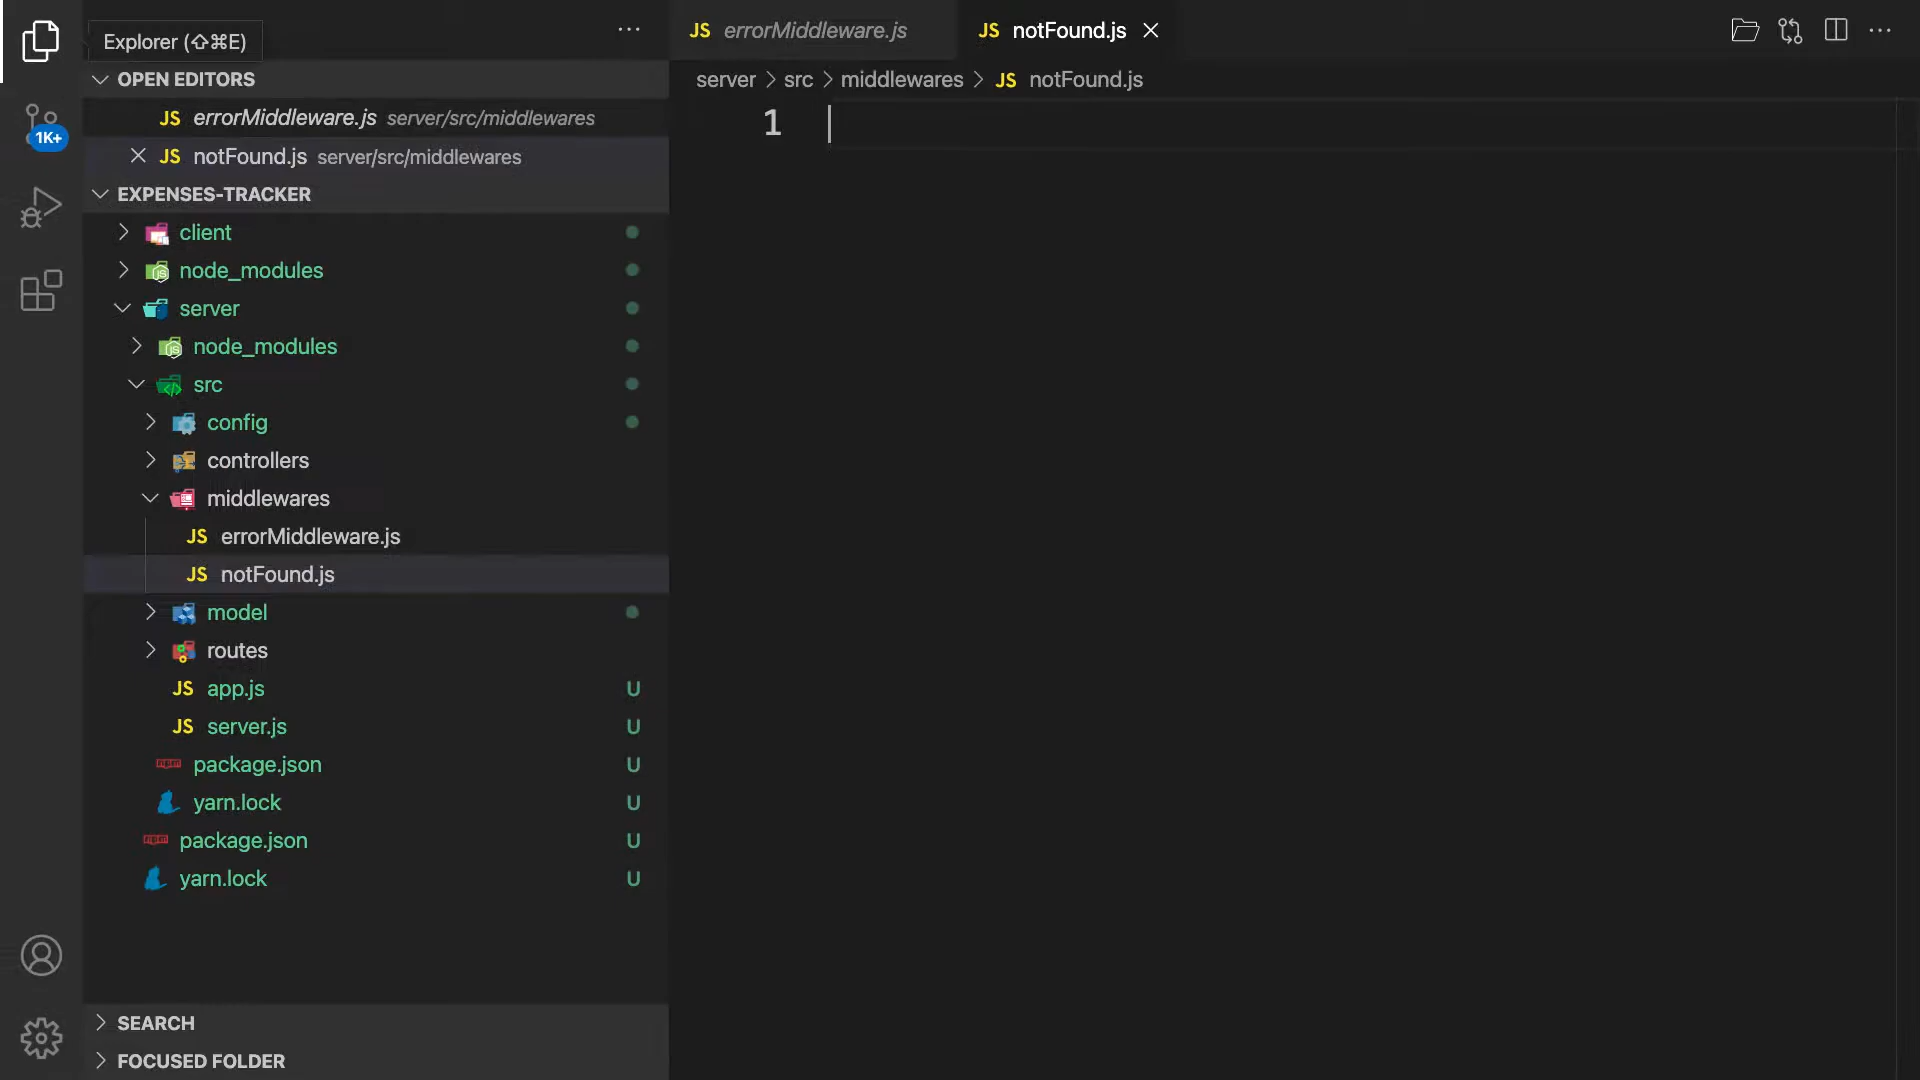 Explorer (⇧⌘E)
OPEN EDITORS
JS errorMiddleware.js server/src/middlewares
JS notFound.js server/src/middlewares
EXPENSES-TRACKER
client
node_modules
server
node_modules
src
config
controllers
middlewares
JS errorMiddleware.js
JS notFound.js
model
routes
JS app.js U
JS server.js U
package.json U
yarn.lock U
package.json U
yarn.lock U
SEARCH
FOCUSED FOLDER
1K+
JS errorMiddleware.js JS notFound.js
server > src > middlewares > JS notFound.js
1